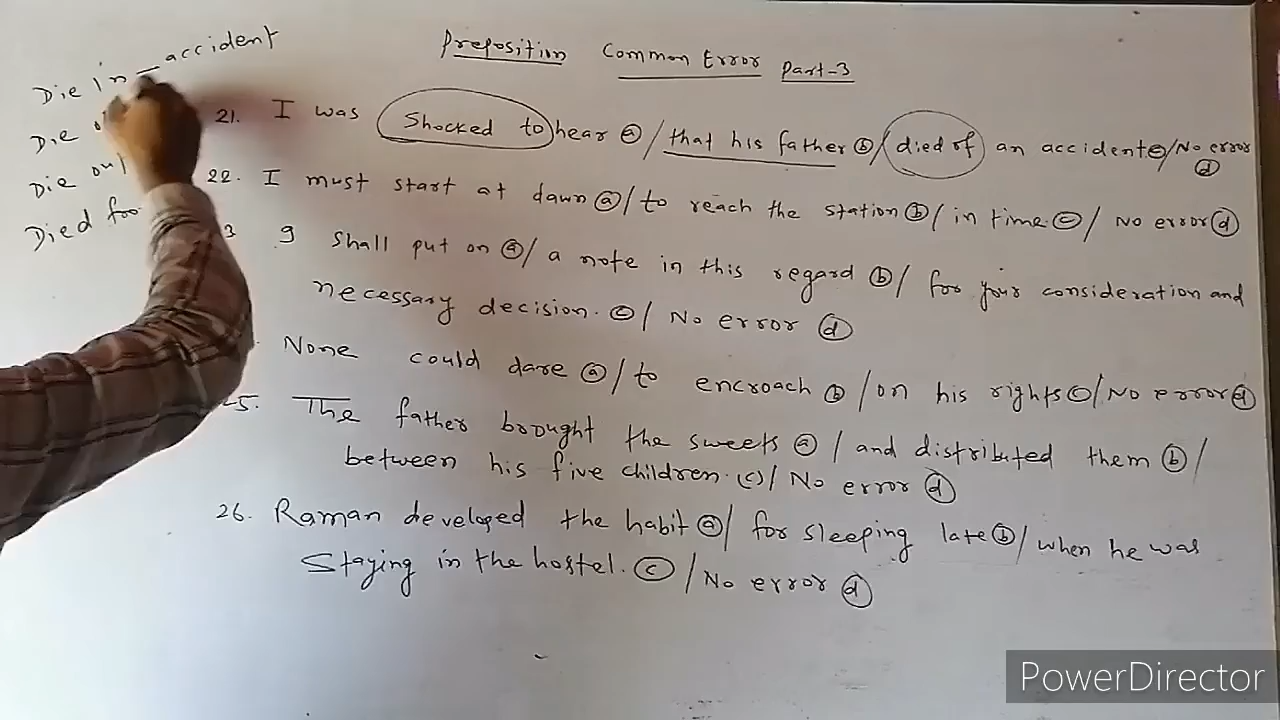 Preposition Common Error Part-3
Die in – accident
Die
Die out
Died
21. I was Shocked to hear (a)/ that his father (b)/ died of an accident (c)/ No error (d)
22. I must start at dawn (a)/ to reach the station (b)/ in time. (c)/ No error (d)
3 I shall put on (a)/ a note in this regard (b)/ for your consideration and
necessary decision. (c)/ No error (d)
None could dare (a)/ to encroach (b)/ on his rights (c)/ No error (d)
5. The father brought the sweets (a)/ and distributed them (b)/
between his five children. (c)/ No error (d)
26. Raman developed the habit (a)/ for sleeping late (b)/ when he was
Staying in the hostel. (c)/ No error (d)
PowerDirector